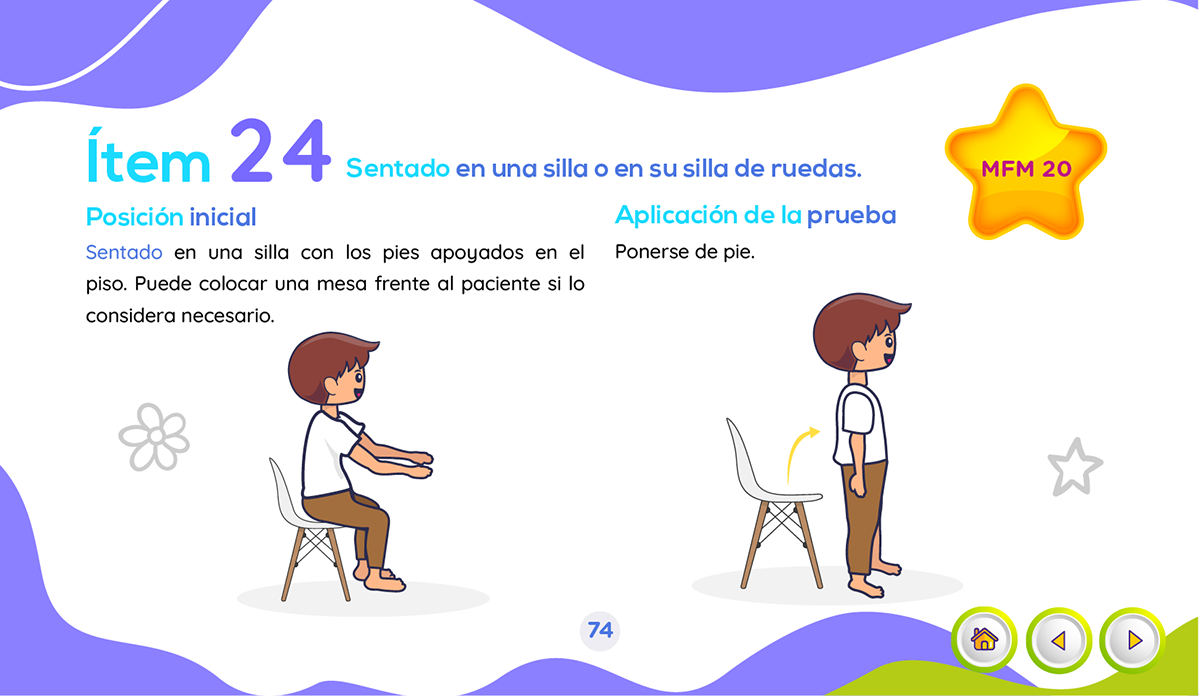 Ítem 24 Sentado en una silla o en su silla de ruedas.
MFM 20
Posición inicial
Sentado en una silla con los pies apoyados en el
piso. Puede colocar una mesa frente al paciente si lo
considera necesario.
Aplicación de la prueba
Ponerse de pie.
74